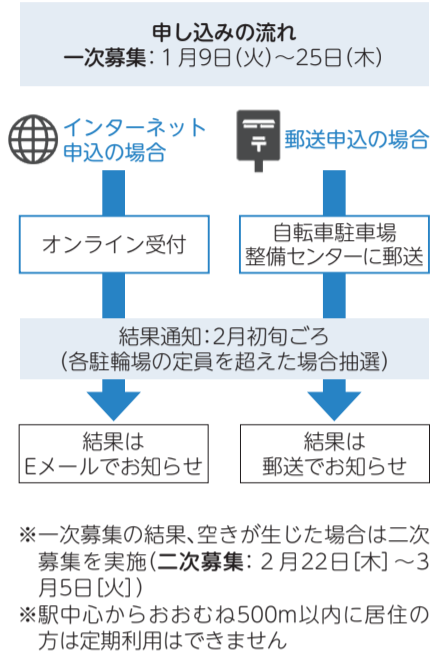 申し込みの流れ
一次募集：1月9日(火)～25日(木)
インターネット
申込の場合
郵送申込の場合
オンライン受付
自転車駐車場
整備センターに郵送
結果通知：2月初旬ごろ
(各駐輪場の定員を超えた場合抽選)
結果は
Eメールでお知らせ
結果は
郵送でお知らせ
※一次募集の結果、空きが生じた場合は二次
募集を実施(二次募集：2月22日[木]～3
月5日[火])
※駅中心からおおむね500m以内に居住の
方は定期利用はできません